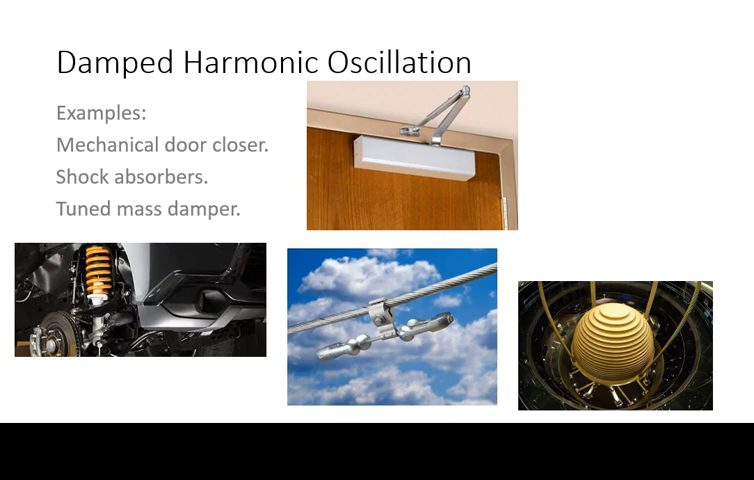 Damped Harmonic Oscillation
Examples:
Mechanical door closer.
Shock absorbers.
Tuned mass damper.